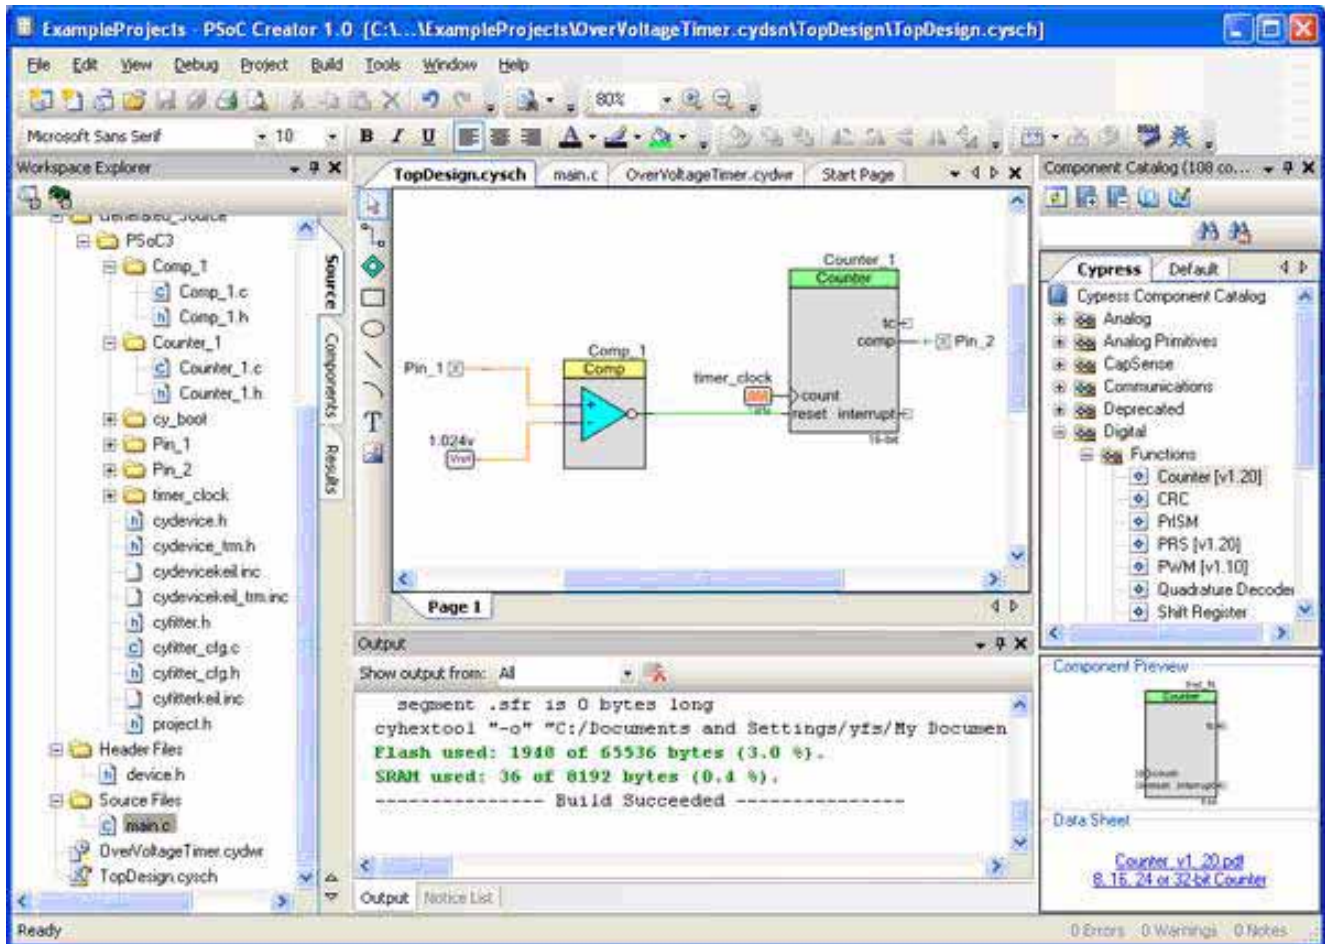 ExampleProjects - PSoC Creator 1.0 [C:\...\ExampleProjects\OverVoltageTimer.cydsn\TopDesign\TopDesign.cysch]
File Edit View Debug Project Build Tools Window Help
80%
Microsoft Sans Serif 10 B I U A
Workspace Explorer
Generated_Source
PSoC3
Comp_1
Comp_1.c
Comp_1.h
Counter_1
Counter_1.c
Counter_1.h
cy_boot
Pin_1
Pin_2
timer_clock
cydevice.h
cydevice_trm.h
cydevicekeil.inc
cydevicekeil_trm.inc
cyfitter.h
cyfitter_cfg.c
cyfitter_cfg.h
cyfitterkeil.inc
project.h
Header Files
device.h
Source Files
main.c
OverVoltageTimer.cydwr
TopDesign.cysch
Source
Components
Results
TopDesign.cysch main.c OverVoltageTimer.cydwr Start Page
T
Counter_1
Counter
tc
comp
Pin_2
Comp_1
Comp
Pin_1
timer_clock
count
reset interrupt
16-bit
1.024v
Vref
Page 1
Output
Show output from: All
segment .sfr is 0 bytes long
cyhextool "-o" "C:/Documents and Settings/yfs/My Documen
Flash used: 1940 of 65536 bytes (3.0 %).
SRAM used: 36 of 8192 bytes (0.4 %).
--------------- Build Succeeded ---------------
Output Notice List
Component Catalog (108 co...
Cypress Default
Cypress Component Catalog
Analog
Analog Primitives
CapSense
Communications
Deprecated
Digital
Functions
Counter [v1.20]
CRC
PrISM
PRS [v1.20]
PWM [v1.10]
Quadrature Decoder
Shift Register
Component Preview
Counter
Data Sheet
Counter_v1_20.pdf
8, 16, 24 or 32-bit Counter
Ready
0 Errors 0 Warnings 0 Notes